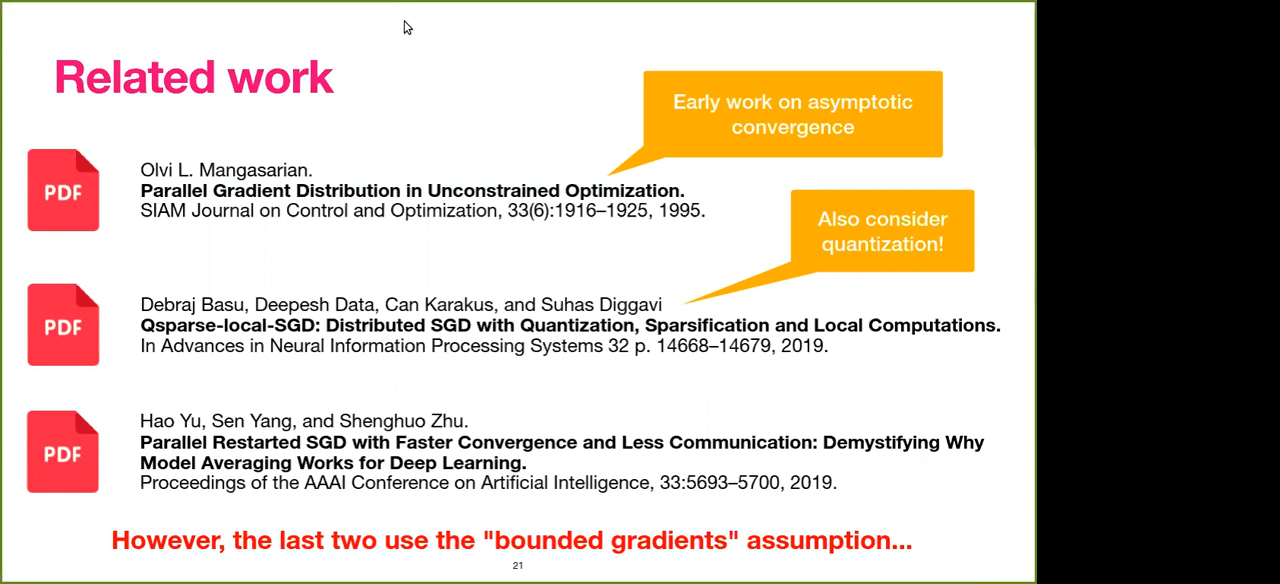 Related work
Early work on asymptotic
convergence
PDF
Olvi L. Mangasarian.
Parallel Gradient Distribution in Unconstrained Optimization.
SIAM Journal on Control and Optimization, 33(6):1916–1925, 1995.
Also consider
quantization!
PDF
Debraj Basu, Deepesh Data, Can Karakus, and Suhas Diggavi
Qsparse-local-SGD: Distributed SGD with Quantization, Sparsification and Local Computations.
In Advances in Neural Information Processing Systems 32 p. 14668–14679, 2019.
PDF
Hao Yu, Sen Yang, and Shenghuo Zhu.
Parallel Restarted SGD with Faster Convergence and Less Communication: Demystifying Why
Model Averaging Works for Deep Learning.
Proceedings of the AAAI Conference on Artificial Intelligence, 33:5693–5700, 2019.
However, the last two use the "bounded gradients" assumption...
21